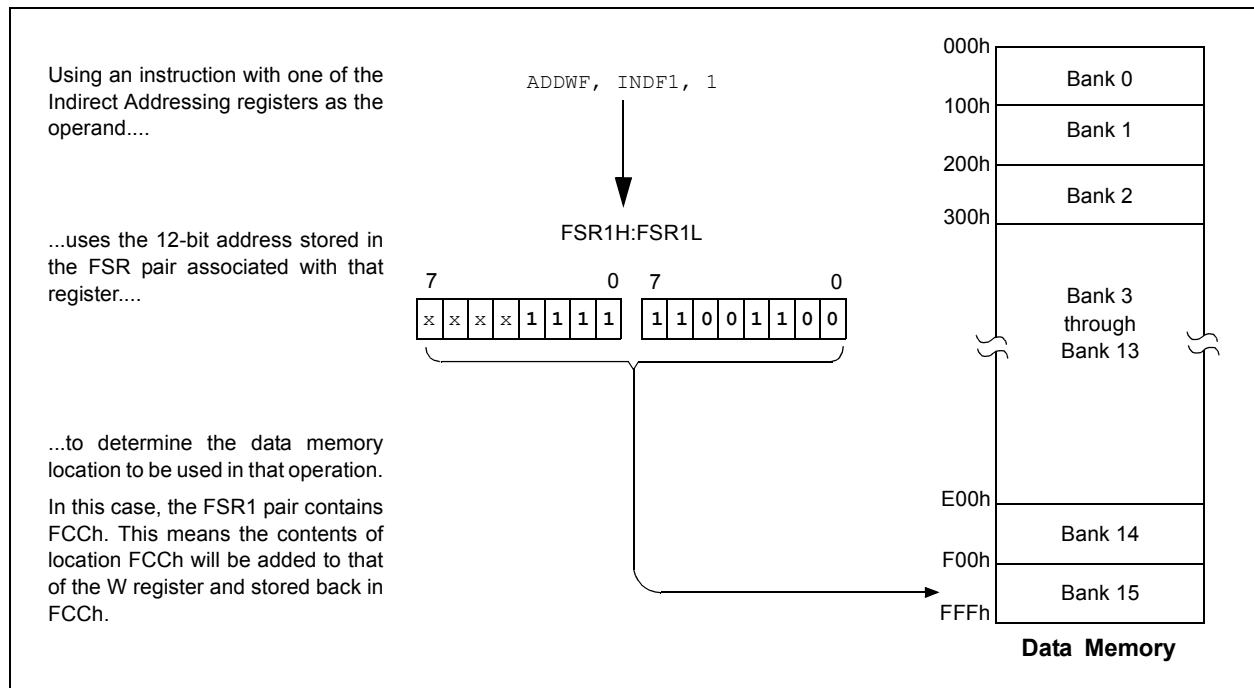 Using an instruction with one of the
Indirect Addressing registers as the
operand....
ADDWF, INDF1, 1
...uses the 12-bit address stored in
the FSR pair associated with that
register....
FSR1H:FSR1L
7 0 7 0
x x x x 1 1 1 1 1 1 0 0 1 1 0 0
...to determine the data memory
location to be used in that operation.
In this case, the FSR1 pair contains
FCCh. This means the contents of
location FCCh will be added to that
of the W register and stored back in
FCCh.
000h
Bank 0
100h
Bank 1
200h
Bank 2
300h
Bank 3
through
Bank 13
E00h
Bank 14
F00h
Bank 15
FFFh
Data Memory